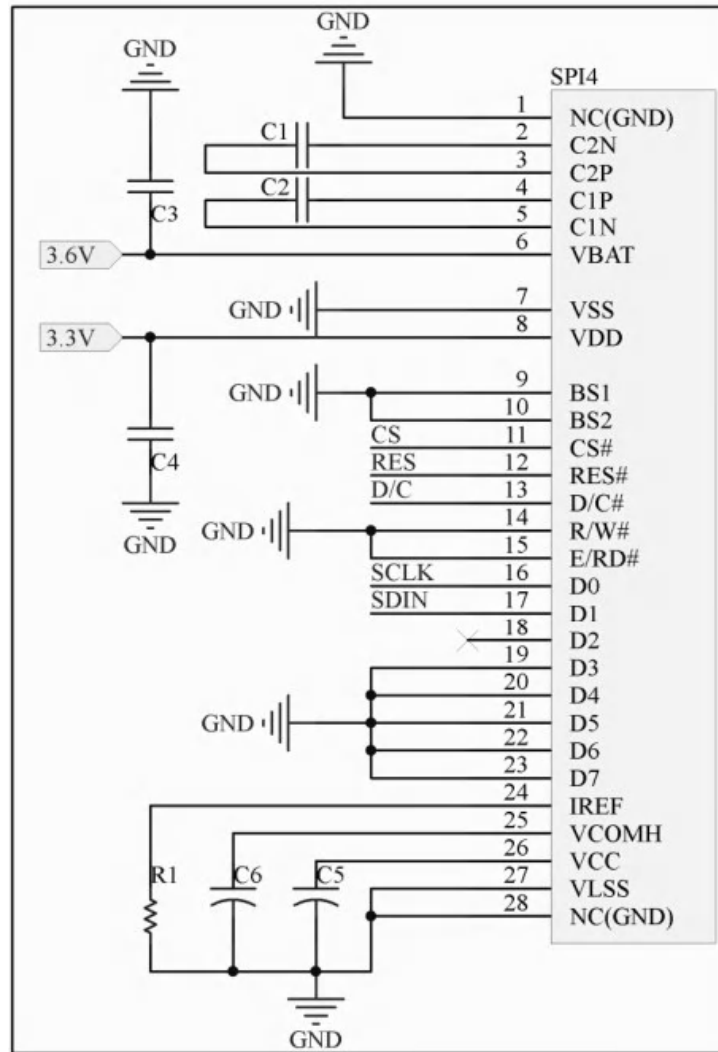 GND
GND
SPI4
1 NC(GND)
C1 2 C2N
3 C2P
C2 4 C1P
C3 5 C1N
3.6V 6 VBAT
GND 7 VSS
3.3V 8 VDD
GND 9 BS1
10 BS2
CS 11 CS#
C4 RES 12 RES#
D/C 13 D/C#
GND 14 R/W#
GND 15 E/RD#
SCLK 16 D0
SDIN 17 D1
18 D2
19 D3
20 D4
GND 21 D5
22 D6
23 D7
24 IREF
25 VCOMH
26 VCC
R1 C6 C5 27 VLSS
28 NC(GND)
GND